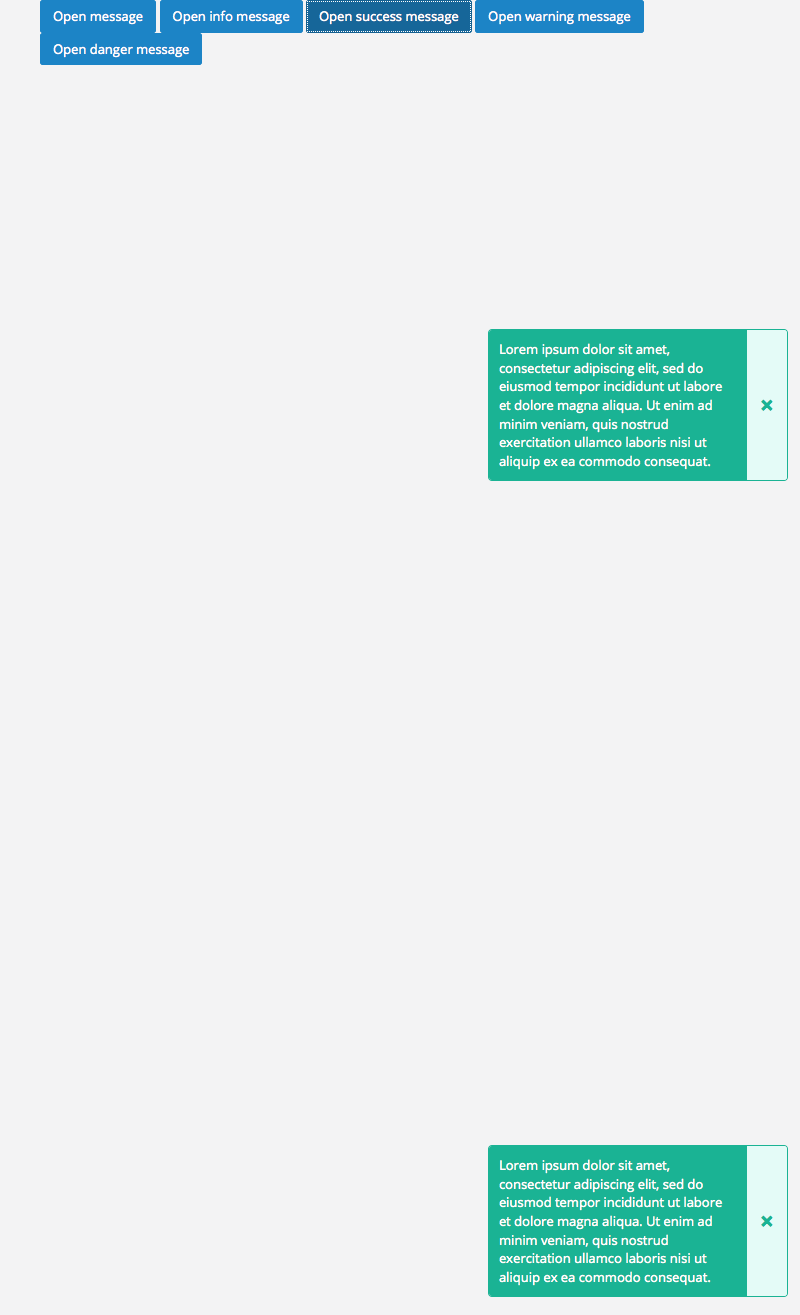 Open message Open info message Open success message Open warning message
Open danger message
Lorem ipsum dolor sit amet,
consectetur adipiscing elit, sed do
eiusmod tempor incididunt ut labore
et dolore magna aliqua. Ut enim ad
minim veniam, quis nostrud
exercitation ullamco laboris nisi ut
aliquip ex ea commodo consequat.
Lorem ipsum dolor sit amet,
consectetur adipiscing elit, sed do
eiusmod tempor incididunt ut labore
et dolore magna aliqua. Ut enim ad
minim veniam, quis nostrud
exercitation ullamco laboris nisi ut
aliquip ex ea commodo consequat.